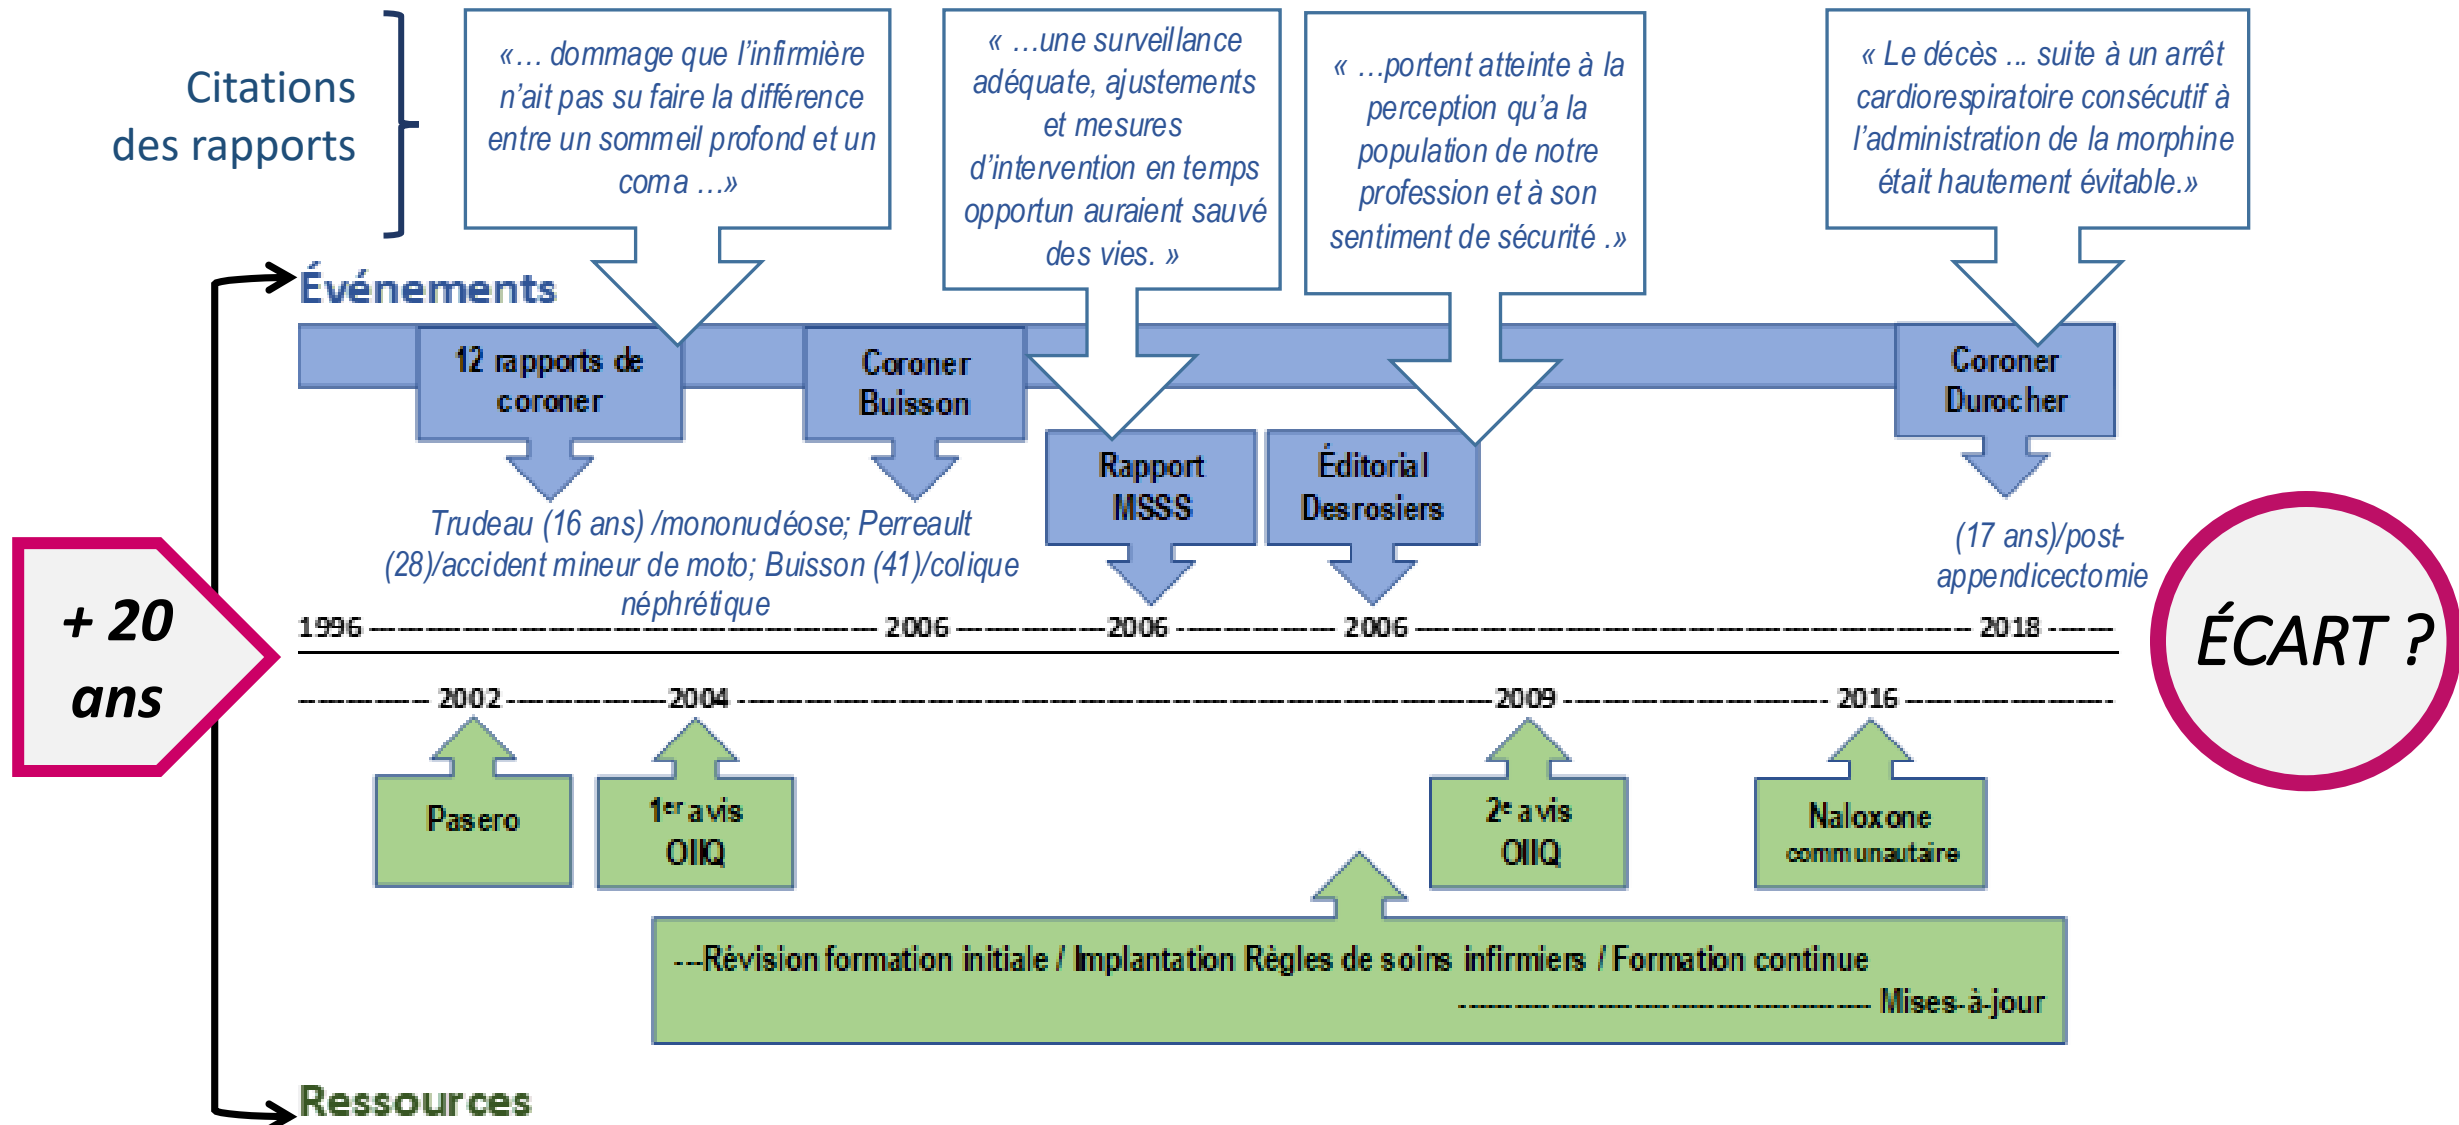 Citations
des rapports
«… dommage que l’infirmière
n’ait pas su faire la différence
entre un sommeil profond et un
coma …»
« …une surveillance
adéquate, ajustements
et mesures
d’intervention en temps
opportun auraient sauvé
des vies. »
« …portent atteinte à la
perception qu’a la
population de notre
profession et à son
sentiment de sécurité .»
« Le décès ... suite à un arrêt
cardiorespiratoire consécutif à
l’administration de la morphine
était hautement évitable.»
Événements
12 rapports de
coroner
Coroner
Buisson
Rapport
MSSS
Éditorial
Desrosiers
Coroner
Durocher
Trudeau (16 ans) /mononucléose; Perreault
(28)/accident mineur de moto; Buisson (41)/colique
néphrétique
(17 ans)/post-
appendicectomie
+ 20
ans
1996 2006 2006 2006 2018
ÉCART ?
2002 2004 2009 2016
Pasero
1er avis
OIIQ
2e avis
OIIQ
Naloxone
communautaire
---Révision formation initiale / Implantation Règles de soins infirmiers / Formation continue
Mises-à-jour
Ressources